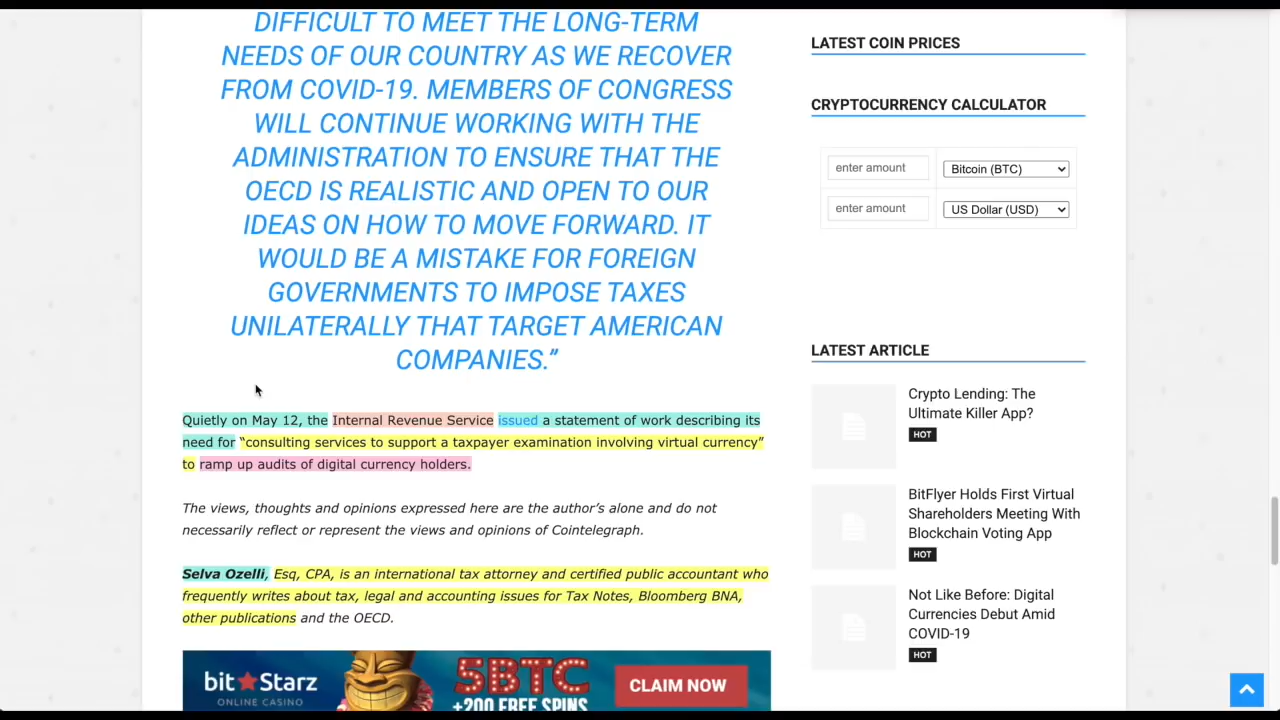 DIFFICULT TO MEET THE LONG-TERM
NEEDS OF OUR COUNTRY AS WE RECOVER
FROM COVID-19. MEMBERS OF CONGRESS
WILL CONTINUE WORKING WITH THE
ADMINISTRATION TO ENSURE THAT THE
OECD IS REALISTIC AND OPEN TO OUR
IDEAS ON HOW TO MOVE FORWARD. IT
WOULD BE A MISTAKE FOR FOREIGN
GOVERNMENTS TO IMPOSE TAXES
UNILATERALLY THAT TARGET AMERICAN
COMPANIES.”
Quietly on May 12, the Internal Revenue Service issued a statement of work describing its
need for “consulting services to support a taxpayer examination involving virtual currency”
to ramp up audits of digital currency holders.
The views, thoughts and opinions expressed here are the author’s alone and do not
necessarily reflect or represent the views and opinions of Cointelegraph.
Selva Ozelli, Esq, CPA, is an international tax attorney and certified public accountant who
frequently writes about tax, legal and accounting issues for Tax Notes, Bloomberg BNA,
other publications and the OECD.
bit★Starz
ONLINE CASINO
5BTC
+200 FREE SPINS
CLAIM NOW
LATEST COIN PRICES
CRYPTOCURRENCY CALCULATOR
enter amount
Bitcoin (BTC)
enter amount
US Dollar (USD)
LATEST ARTICLE
Crypto Lending: The
Ultimate Killer App?
HOT
BitFlyer Holds First Virtual
Shareholders Meeting With
Blockchain Voting App
HOT
Not Like Before: Digital
Currencies Debut Amid
COVID-19
HOT